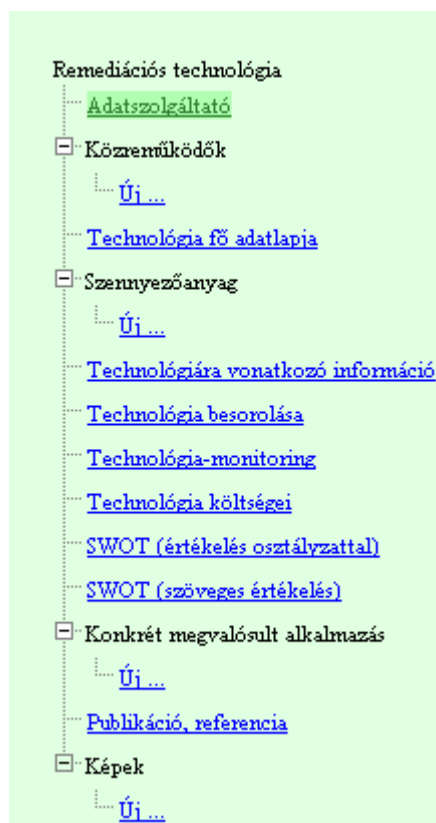 Remediációs technológia
Adatszolgáltató
Közreműködők
Új ...
Technológia fő adatlapja
Szennyezőanyag
Új ...
Technológiára vonatkozó információ
Technológia besorolása
Technológia-monitoring
Technológia költségei
SWOT (értékelés osztályzattal)
SWOT (szöveges értékelés)
Konkrét megvalósult alkalmazás
Új ...
Publikáció, referencia
Képek
Új ...